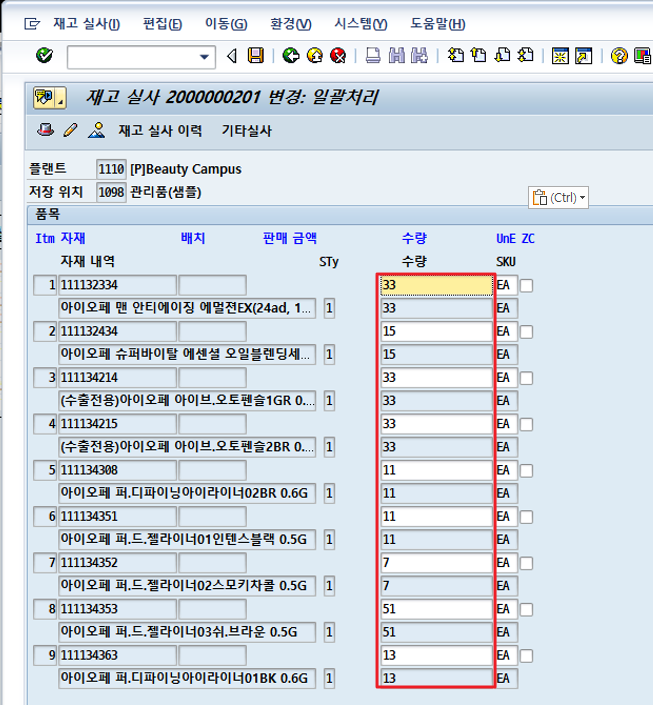 재고 실사(I) 편집(E) 이동(G) 환경(V) 시스템(Y) 도움말(H)
재고 실사 2000000201 변경: 일괄처리
재고 실사 이력 기타실사
플랜트 1110 [P]Beauty Campus
저장 위치 1098 관리품(샘플)
(Ctrl)
품목
Itm 자재 배치 판매 금액 수량 UnE ZC
자재 내역 STy 수량 SKU
1 111132334 33 EA
아이오페 맨 안티에이징 에멀젼EX(24ad, 1... 1 33 EA
2 111132434 15 EA
아이오페 슈퍼바이탈 에센셜 오일블렌딩세... 1 15 EA
3 111134214 33 EA
(수출전용)아이오페 아이브.오토펜슬1GR 0.... 1 33 EA
4 111134215 33 EA
(수출전용)아이오페 아이브.오토펜슬2BR 0.... 1 33 EA
5 111134308 11 EA
아이오페 퍼.디파이닝아이라이너02BR 0.6G 1 11 EA
6 111134351 11 EA
아이오페 퍼.드.젤라이너01인텐스블랙 0.5G 1 11 EA
7 111134352 7 EA
아이오페 퍼.드.젤라이너02스모키차콜 0.5G 1 7 EA
8 111134353 51 EA
아이오페 퍼.드.젤라이너03쉬.브라운 0.5G 1 51 EA
9 111134363 13 EA
아이오페 퍼.디파이닝아이라이너01BK 0.6G 1 13 EA